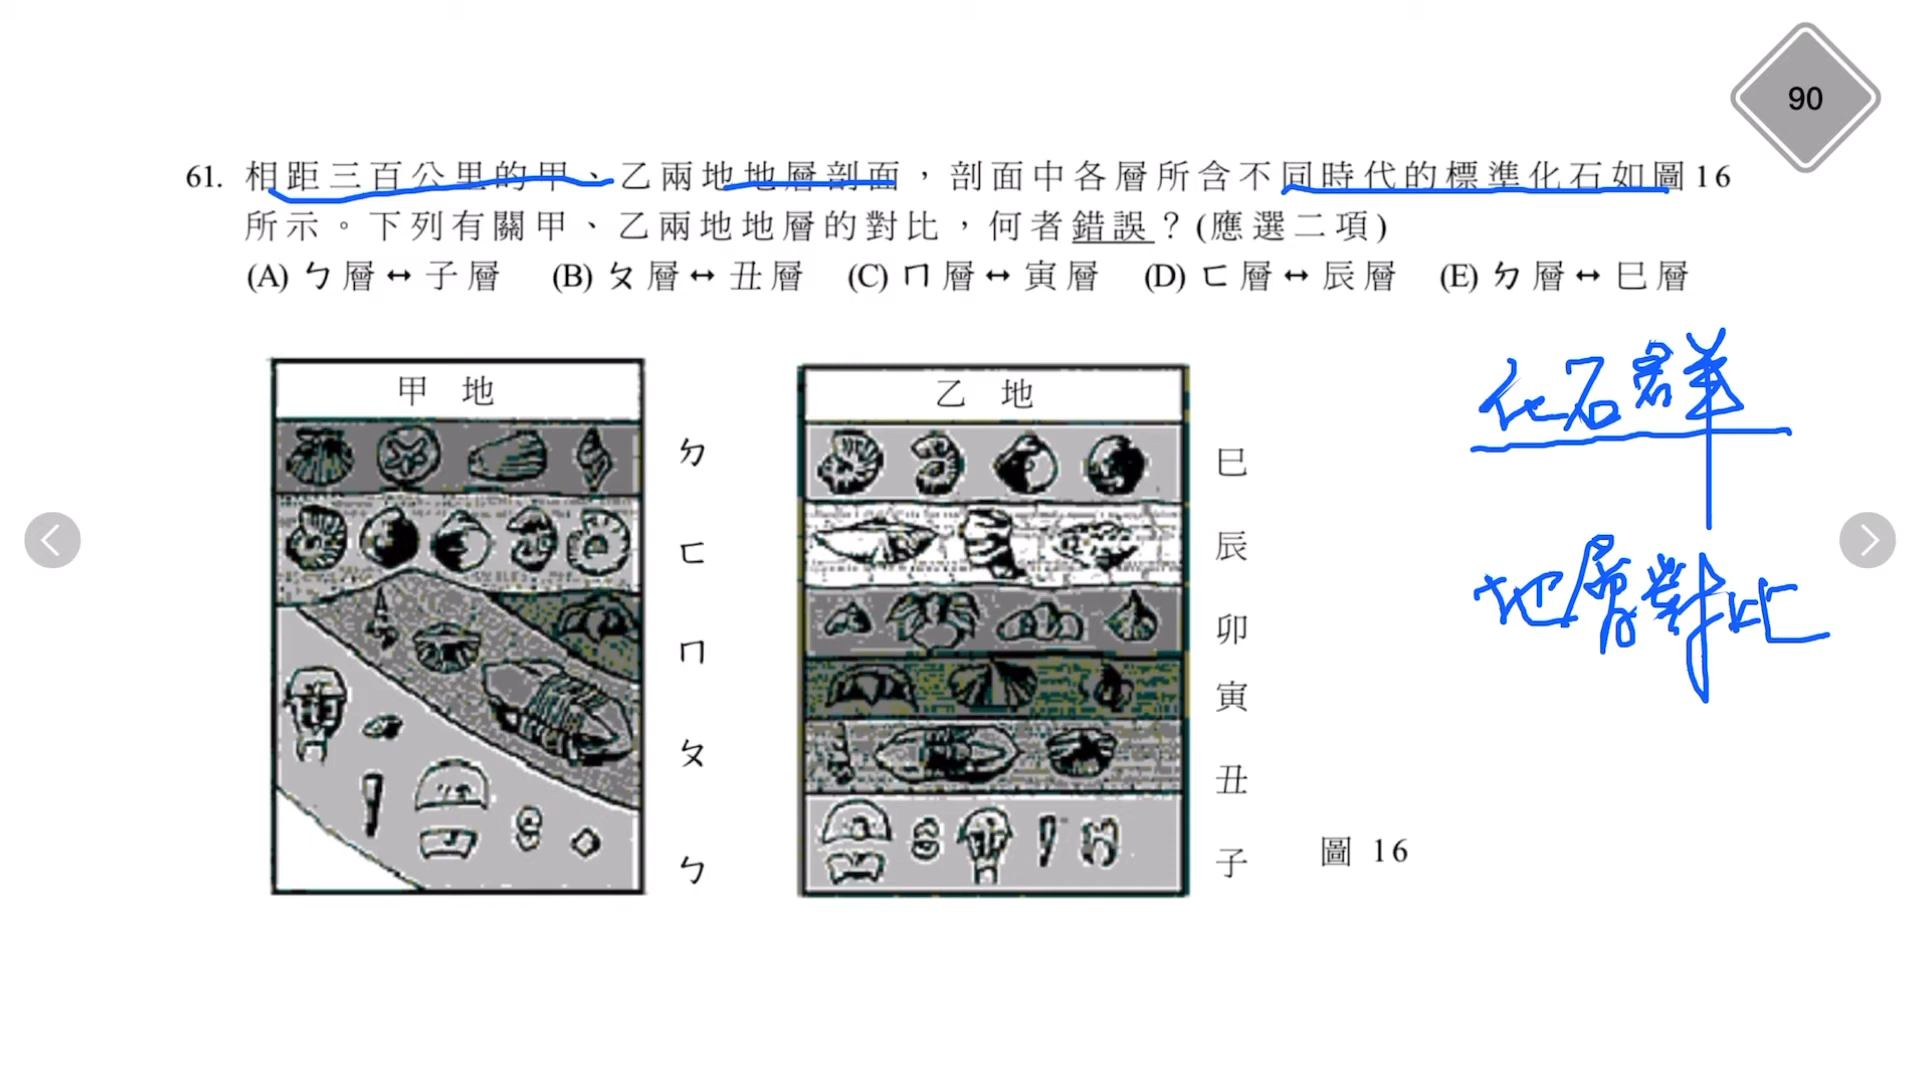 90
61. 相距三百公里的甲、乙兩地地層剖面，剖面中各層所含不同時代的標準化石如圖16
所示。下列有關甲、乙兩地地層的對比，何者錯誤？(應選二項)
(A) ㄅ層↔子層 (B) ㄆ層↔丑層 (C) ㄇ層↔寅層 (D) ㄈ層↔辰層 (E) ㄉ層↔巳層
化石群
地層對比
甲地
ㄉ
ㄈ
ㄇ
ㄆ
ㄅ
乙地
巳
辰
卯
寅
丑
子
圖 16